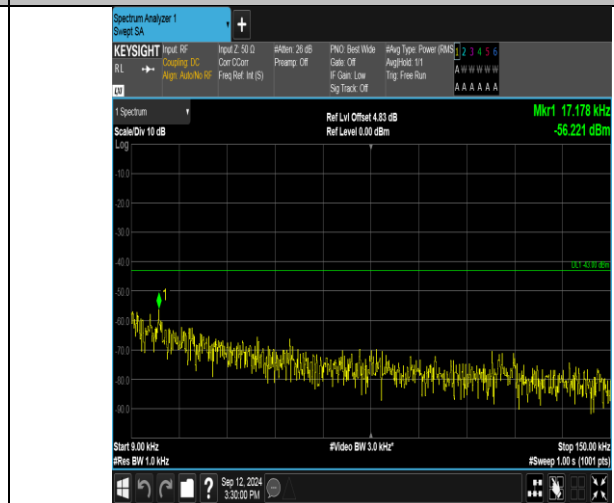 Spectrum Analyzer 1
Swept SA
+
KEYSIGHT Input: RF Input Z: 50 Ω #Atten: 26 dB PNO: Best Wide #Avg Type: Power (RMS 1 2 3 4 5 6
RL Coupling: DC Corr CCorr Preamp: Off Gate: Off Avg|Hold: 1/1
Align: Auto/No RF Freq Ref: Int (S) IF Gain: Low Trig: Free Run A W W W W W
Sig Track: Off A A A A A A
LXI
1 Spectrum
Ref Lvl Offset 4.83 dB
Mkr1 17.178 kHz
Scale/Div 10 dB
Ref Level 0.00 dBm
-56.221 dBm
Log
-10.0
-20.0
-30.0
-40.0
DL1 -43.00 dBm
-50.0
1
-60.0
-70.0
-80.0
-90.0
Start 9.00 kHz #Video BW 3.0 kHz* Stop 150.00 kHz
#Res BW 1.0 kHz #Sweep 1.00 s (1001 pts)
? Sep 12, 2024
3:30:00 PM